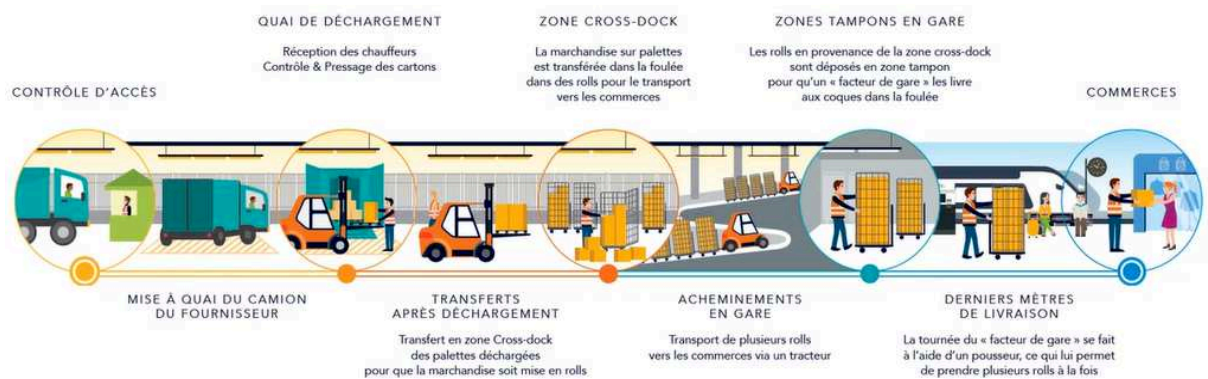 CONTRÔLE D'ACCÈS
QUAI DE DÉCHARGEMENT
Réception des chauffeurs
Contrôle & Pressage des cartons
ZONE CROSS-DOCK
La marchandise sur palettes
est transférée dans la foulée
dans des rolls pour le transport
vers les commerces
ZONES TAMPONS EN GARE
Les rolls en provenance de la zone cross-dock
sont déposés en zone tampon
pour qu'un « facteur de gare » les livre
aux coques dans la foulée
COMMERCES
MISE À QUAI DU CAMION
DU FOURNISSEUR
TRANSFERTS
APRÈS DÉCHARGEMENT
Transfert en zone Cross-dock
des palettes déchargées
pour que la marchandise soit mise en rolls
ACHEMINEMENTS
EN GARE
Transport de plusieurs rolls
vers les commerces via un tracteur
DERNIERS MÈTRES
DE LIVRAISON
La tournée du « facteur de gare » se fait
à l'aide d'un pousseur, ce qui lui permet
de prendre plusieurs rolls à la fois